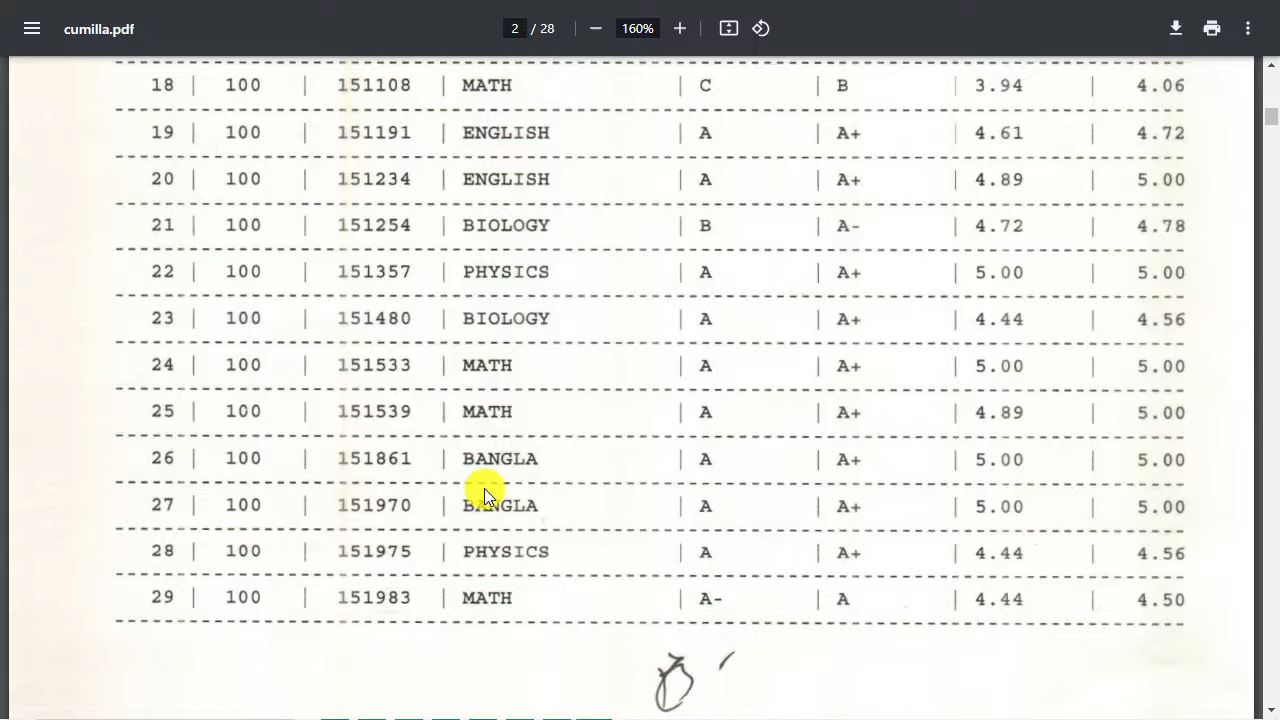 cumilla.pdf 2 / 28 160%
18 | 100 | 151108 | MATH | C | B | 3.94 | 4.06
19 | 100 | 151191 | ENGLISH | A | A+ | 4.61 | 4.72
20 | 100 | 151234 | ENGLISH | A | A+ | 4.89 | 5.00
21 | 100 | 151254 | BIOLOGY | B | A- | 4.72 | 4.78
22 | 100 | 151357 | PHYSICS | A | A+ | 5.00 | 5.00
23 | 100 | 151480 | BIOLOGY | A | A+ | 4.44 | 4.56
24 | 100 | 151533 | MATH | A | A+ | 5.00 | 5.00
25 | 100 | 151539 | MATH | A | A+ | 4.89 | 5.00
26 | 100 | 151861 | BANGLA | A | A+ | 5.00 | 5.00
27 | 100 | 151970 | BANGLA | A | A+ | 5.00 | 5.00
28 | 100 | 151975 | PHYSICS | A | A+ | 4.44 | 4.56
29 | 100 | 151983 | MATH | A- | A | 4.44 | 4.50